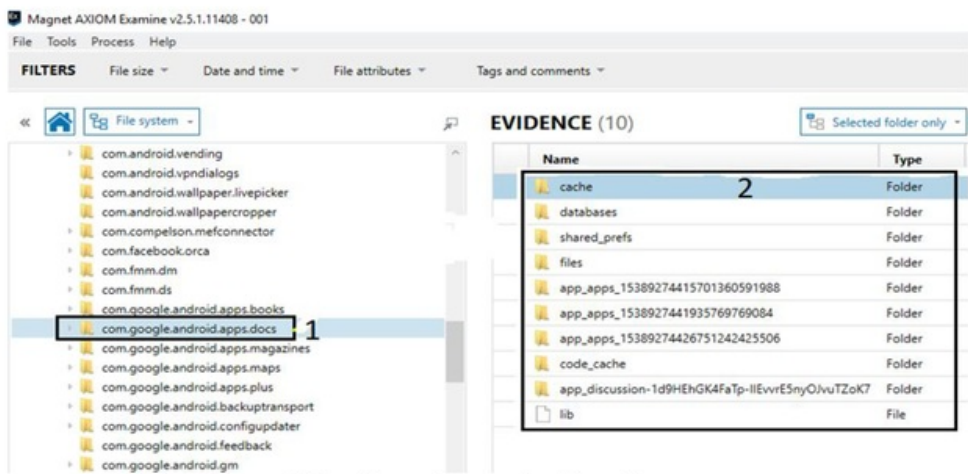 Magnet AXIOM Examine v2.5.1.11408 - 001
File Tools Process Help
FILTERS File size Date and time File attributes Tags and comments
File system
EVIDENCE (10)
Selected folder only
com.android.vending
com.android.vpndialogs
com.android.wallpaper.livepicker
com.android.wallpapercropper
com.compelson.mefconnector
com.facebook.orca
com.fmm.dm
com.fmm.ds
com.google.android.apps.books
com.google.android.apps.docs
1
com.google.android.apps.magazines
com.google.android.apps.maps
com.google.android.apps.plus
com.google.android.backuptransport
com.google.android.configupdater
com.google.android.feedback
com.google.android.gm
Name Type
cache 2 Folder
databases Folder
shared_prefs Folder
files Folder
app_apps_15389274415701360591988 Folder
app_apps_1538927441935769769084 Folder
app_apps_15389274426751242425506 Folder
code_cache Folder
app_discussion-1d9HEhGK4FaTp-IIEvvrE5nyOJvuTZoK7 Folder
lib File